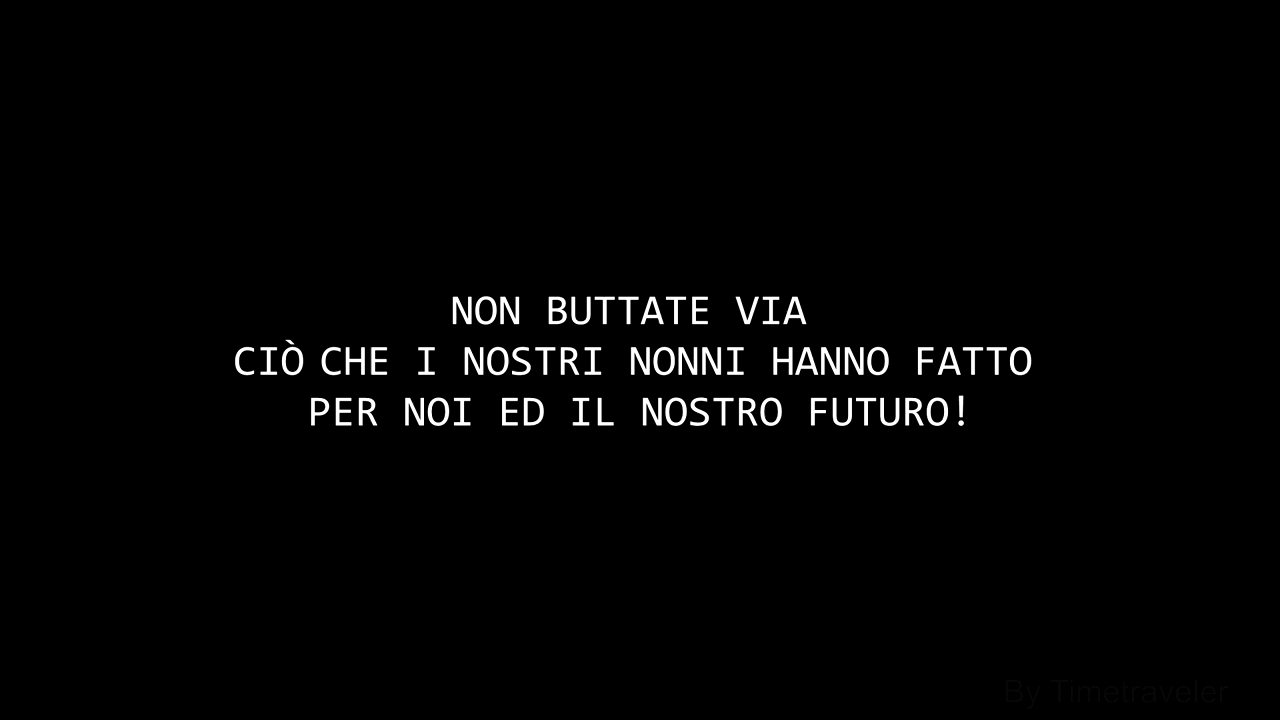 NON BUTTATE VIA
CIÒ CHE I NOSTRI NONNI HANNO FATTO
PER NOI ED IL NOSTRO FUTURO!
By Timetraveler